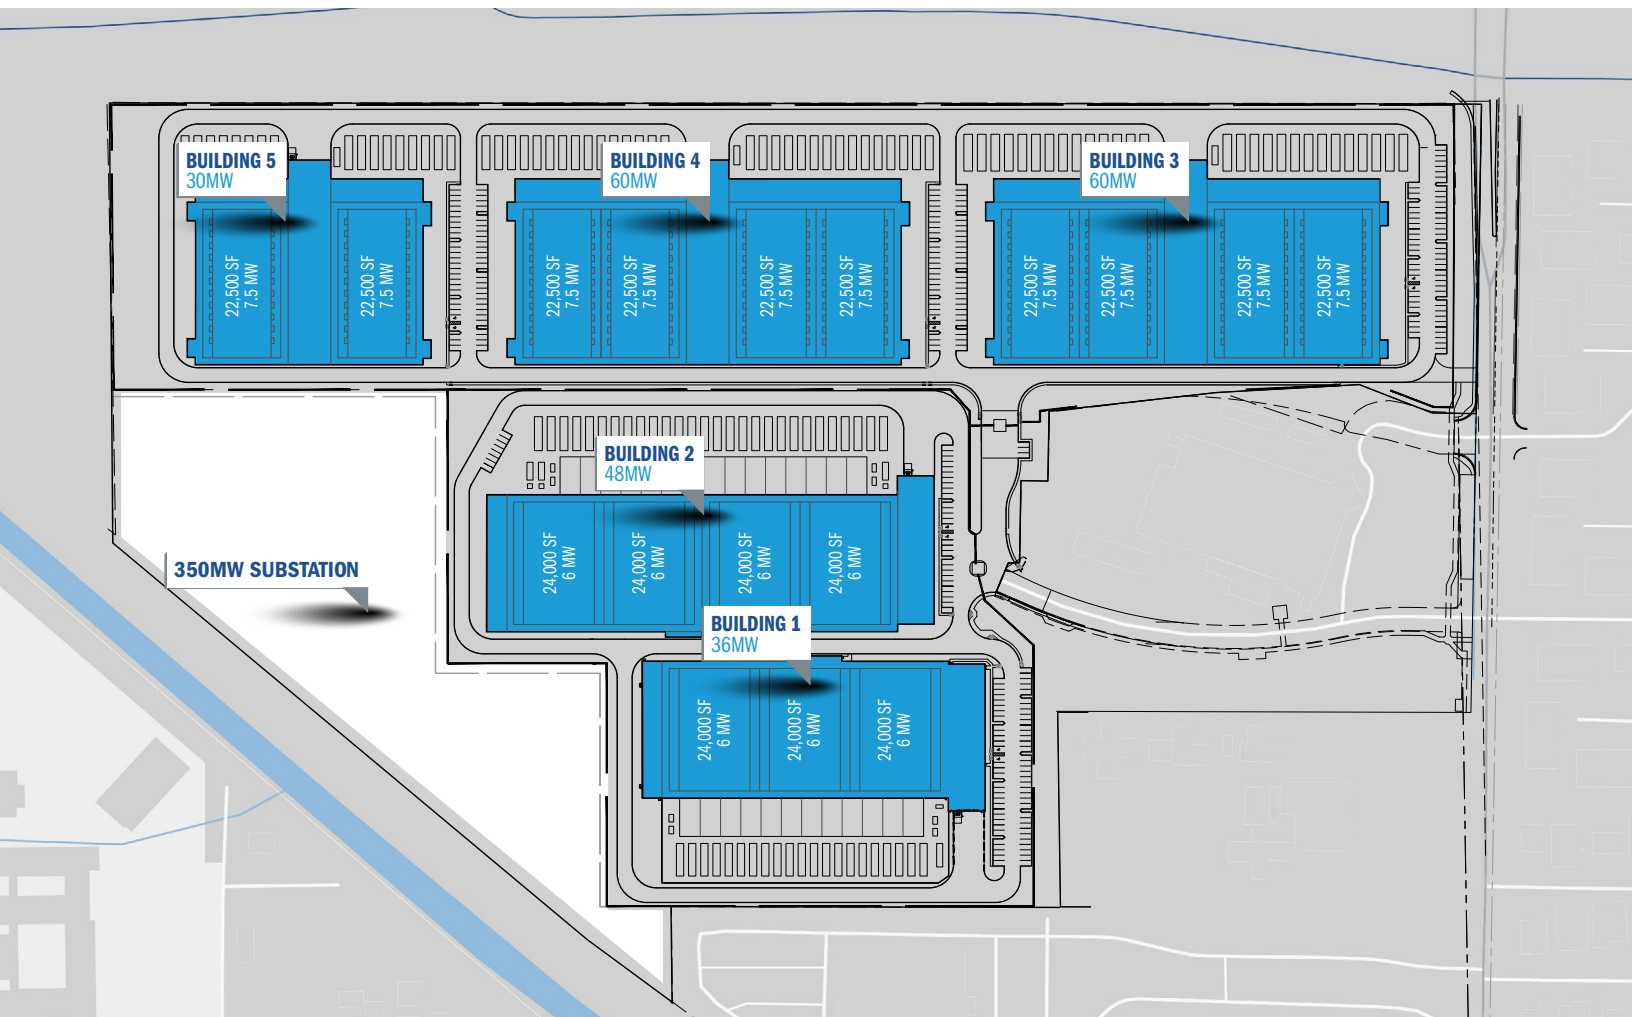 BUILDING 5
30MW
BUILDING 4
60MW
BUILDING 3
60MW
22,500 SF
7.5 MW
22,500 SF
7.5 MW
22,500 SF
7.5 MW
22,500 SF
7.5 MW
22,500 SF
7.5 MW
22,500 SF
7.5 MW
22,500 SF
7.5 MW
22,500 SF
7.5 MW
22,500 SF
7.5 MW
22,500 SF
7.5 MW
BUILDING 2
48MW
24,000 SF
6 MW
24,000 SF
6 MW
24,000 SF
6 MW
24,000 SF
6 MW
350MW SUBSTATION
BUILDING 1
36MW
24,000 SF
6 MW
24,000 SF
6 MW
24,000 SF
6 MW